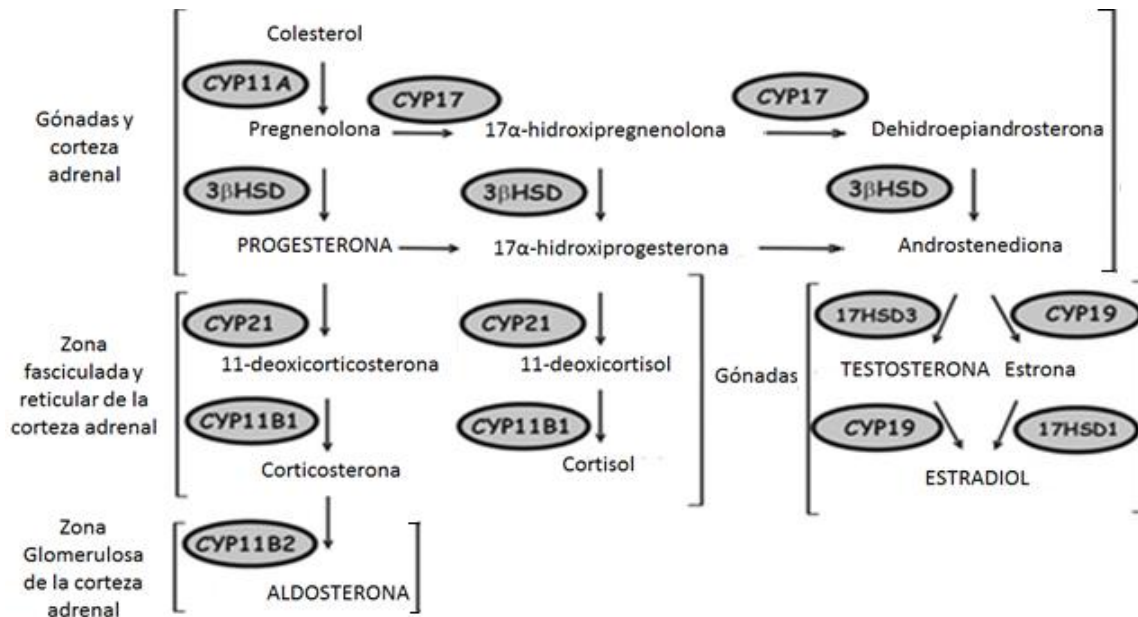 Colesterol
CYP11A
CYP17
CYP17
Gónadas y
corteza
adrenal
Pregnenolona
17α-hidroxipregnenolona
Dehidroepiandrosterona
3βHSD
3βHSD
3βHSD
PROGESTERONA
17α-hidroxiprogesterona
Androstenediona
Zona
fasciculada y
reticular de la
corteza adrenal
CYP21
CYP21
11-deoxicorticosterona
11-deoxicortisol
CYP11B1
CYP11B1
Corticosterona
Cortisol
Gónadas
17HSD3
CYP19
TESTOSTERONA
Estrona
CYP19
17HSD1
ESTRADIOL
Zona
Glomerulosa
de la corteza
adrenal
CYP11B2
ALDOSTERONA